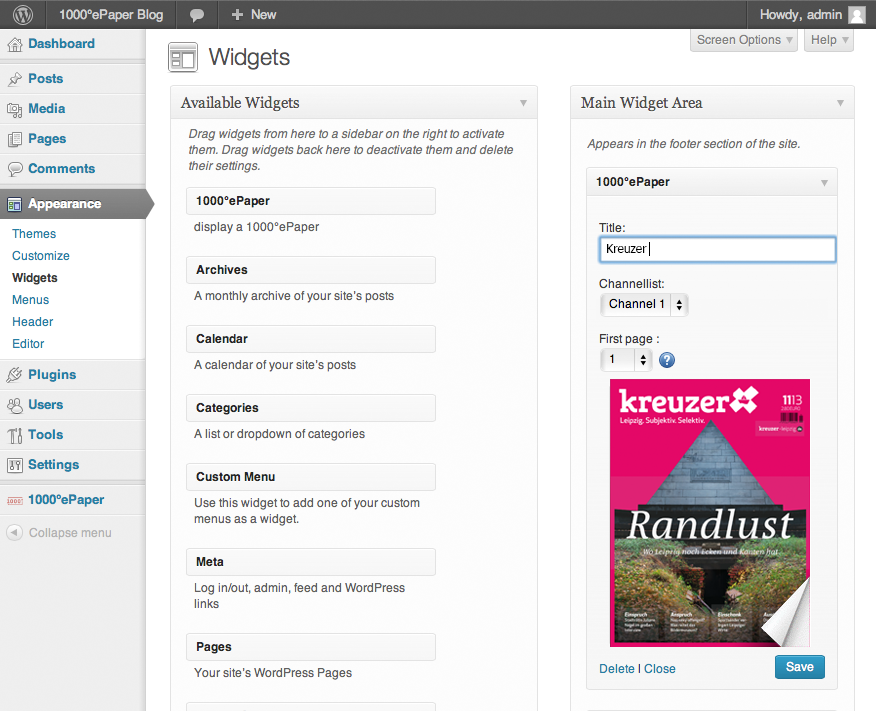 1000°ePaper Blog
New
Howdy, admin
Screen Options
Help
Dashboard
Posts
Media
Pages
Comments
Appearance
Themes
Customize
Widgets
Menus
Header
Editor
Plugins
Users
Tools
Settings
1000°ePaper
Collapse menu
Widgets
Available Widgets
Drag widgets from here to a sidebar on the right to activate
them. Drag widgets back here to deactivate them and delete
their settings.
1000°ePaper
display a 1000°ePaper
Archives
A monthly archive of your site's posts
Calendar
A calendar of your site's posts
Categories
A list or dropdown of categories
Custom Menu
Use this widget to add one of your custom
menus as a widget.
Meta
Log in/out, admin, feed and WordPress
links
Pages
Your site's WordPress Pages
Main Widget Area
Appears in the footer section of the site.
1000°ePaper
Title:
Kreuzer
Channellist:
Channel 1
First page :
1
kreuzer
Leipzig. Subjektiv. Selektiv.
11|13
kreuzer-leipzig
Randlust
Wo Leipzig noch Ecken und Kanten hat
Einspruch
Anspruch
Einschenk
Delete | Close
Save